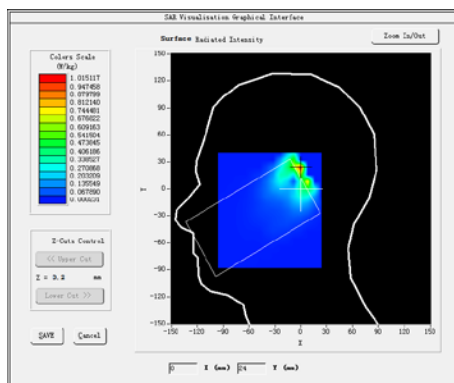 SAR Visualisation Graphical Interface
Surface Radiated Intensity
Zoom In/Out
Colors Scale
(W/kg)
1.015117
0.947458
0.879799
0.812140
0.744481
0.676822
0.609163
0.541504
0.473845
0.406186
0.338527
0.270868
0.203209
0.135549
0.067890
0.000231
150
120
90
60
30
0
-30
-60
-90
-120
-150
Y
-150 -120 -90 -60 -30 0 30 60 90 120 150
X
Z-Cuts Control
<< Upper Cut
Z = 3.2 mm
Lower Cut >>
SAVE Cancel
0 X (mm) 24 Y (mm)